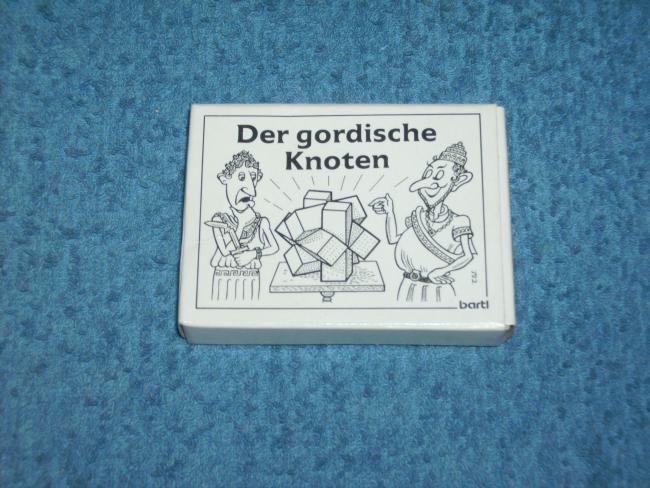 Der gordische
Knoten
bartl